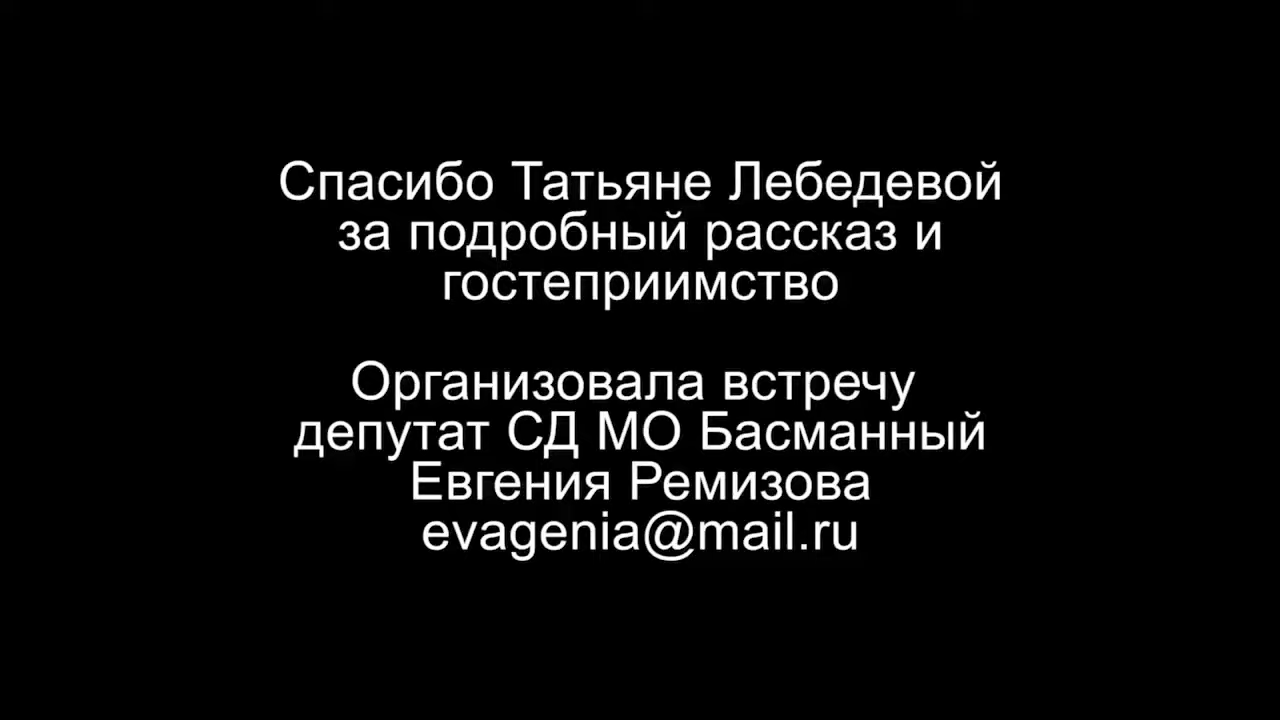 Спасибо Татьяне Лебедевой
за подробный рассказ и
гостеприимство
Организовала встречу
депутат СД МО Басманный
Евгения Ремизова
evagenia@mail.ru